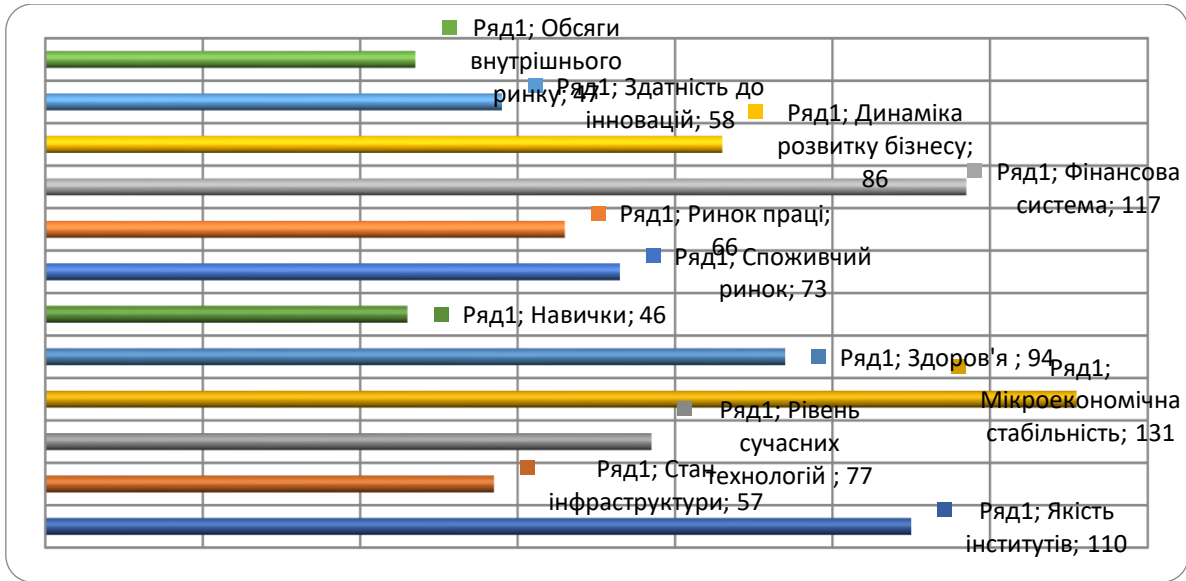 Ряд1; Обсяги
внутрішнього
ринку; 47
Ряд1; Здатність до
інновацій; 58
Ряд1; Динаміка
розвитку бізнесу;
86
Ряд1; Фінансова
система; 117
Ряд1; Ринок праці;
66
Ряд1; Споживчий
ринок; 73
Ряд1; Навички; 46
Ряд1; Здоров'я ; 94
Ряд1;
Мікроекономічна
стабільність; 131
Ряд1; Рівень
сучасних
технологій ; 77
Ряд1; Стан
інфраструктури; 57
Ряд1; Якість
інститутів; 110